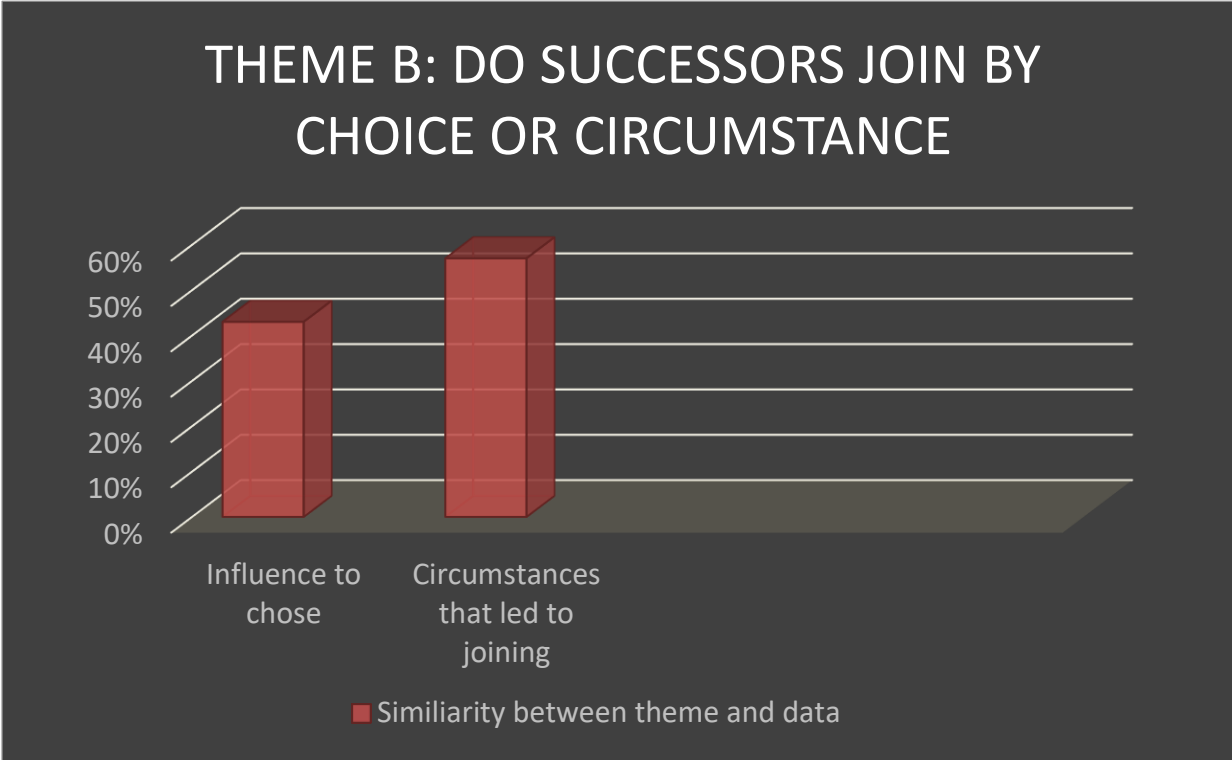 THEME B: DO SUCCESSORS JOIN BY
CHOICE OR CIRCUMSTANCE
60%
50%
40%
30%
20%
10%
0%
Influence to
chose
Circumstances
that led to
joining
Similiarity between theme and data